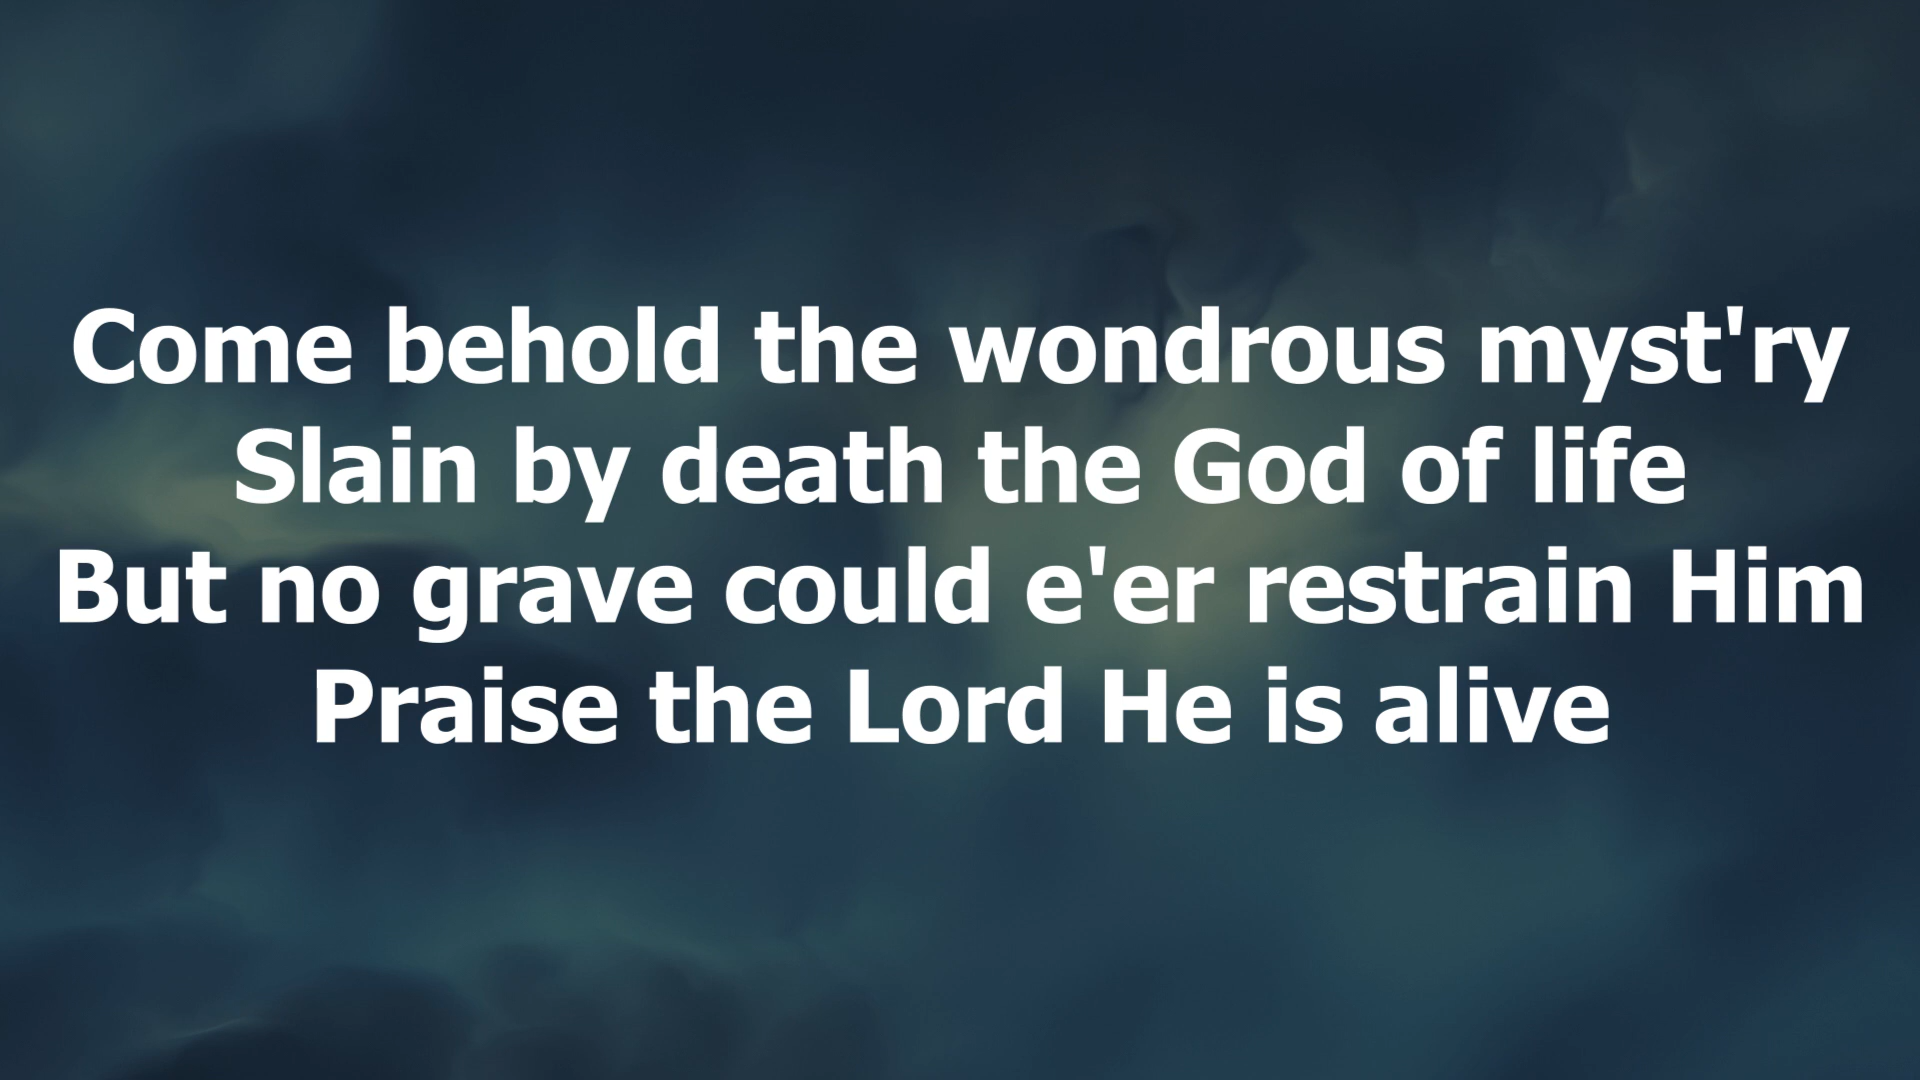 Come behold the wondrous myst'ry
Slain by death the God of life
But no grave could e'er restrain Him
Praise the Lord He is alive